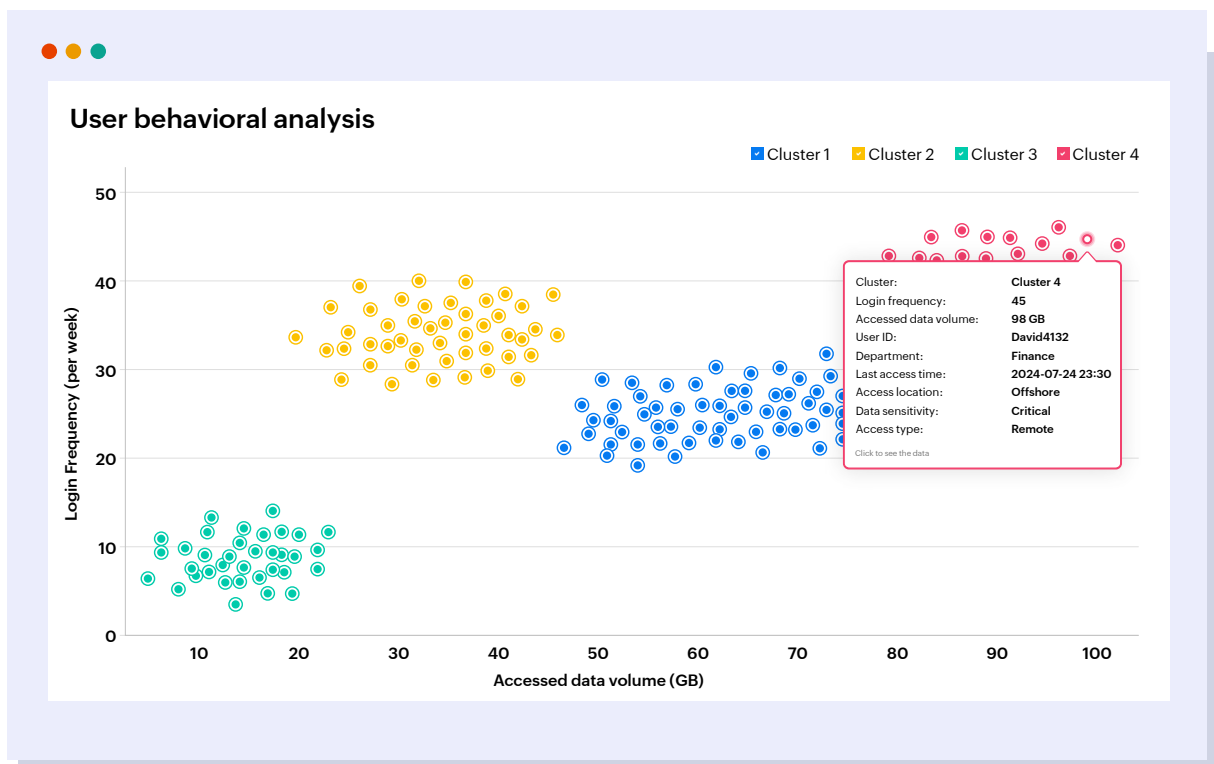 User behavioral analysis
Cluster 1 Cluster 2 Cluster 3 Cluster 4
50
40
30
20
10
0
Login Frequency (per week)
10 20 30 40 50 60 70 80 90 100
Accessed data volume (GB)
Cluster: Cluster 4
Login frequency: 45
Accessed data volume: 98 GB
User ID: David4132
Department: Finance
Last access time: 2024-07-24 23:30
Access location: Offshore
Data sensitivity: Critical
Access type: Remote
Click to see the data